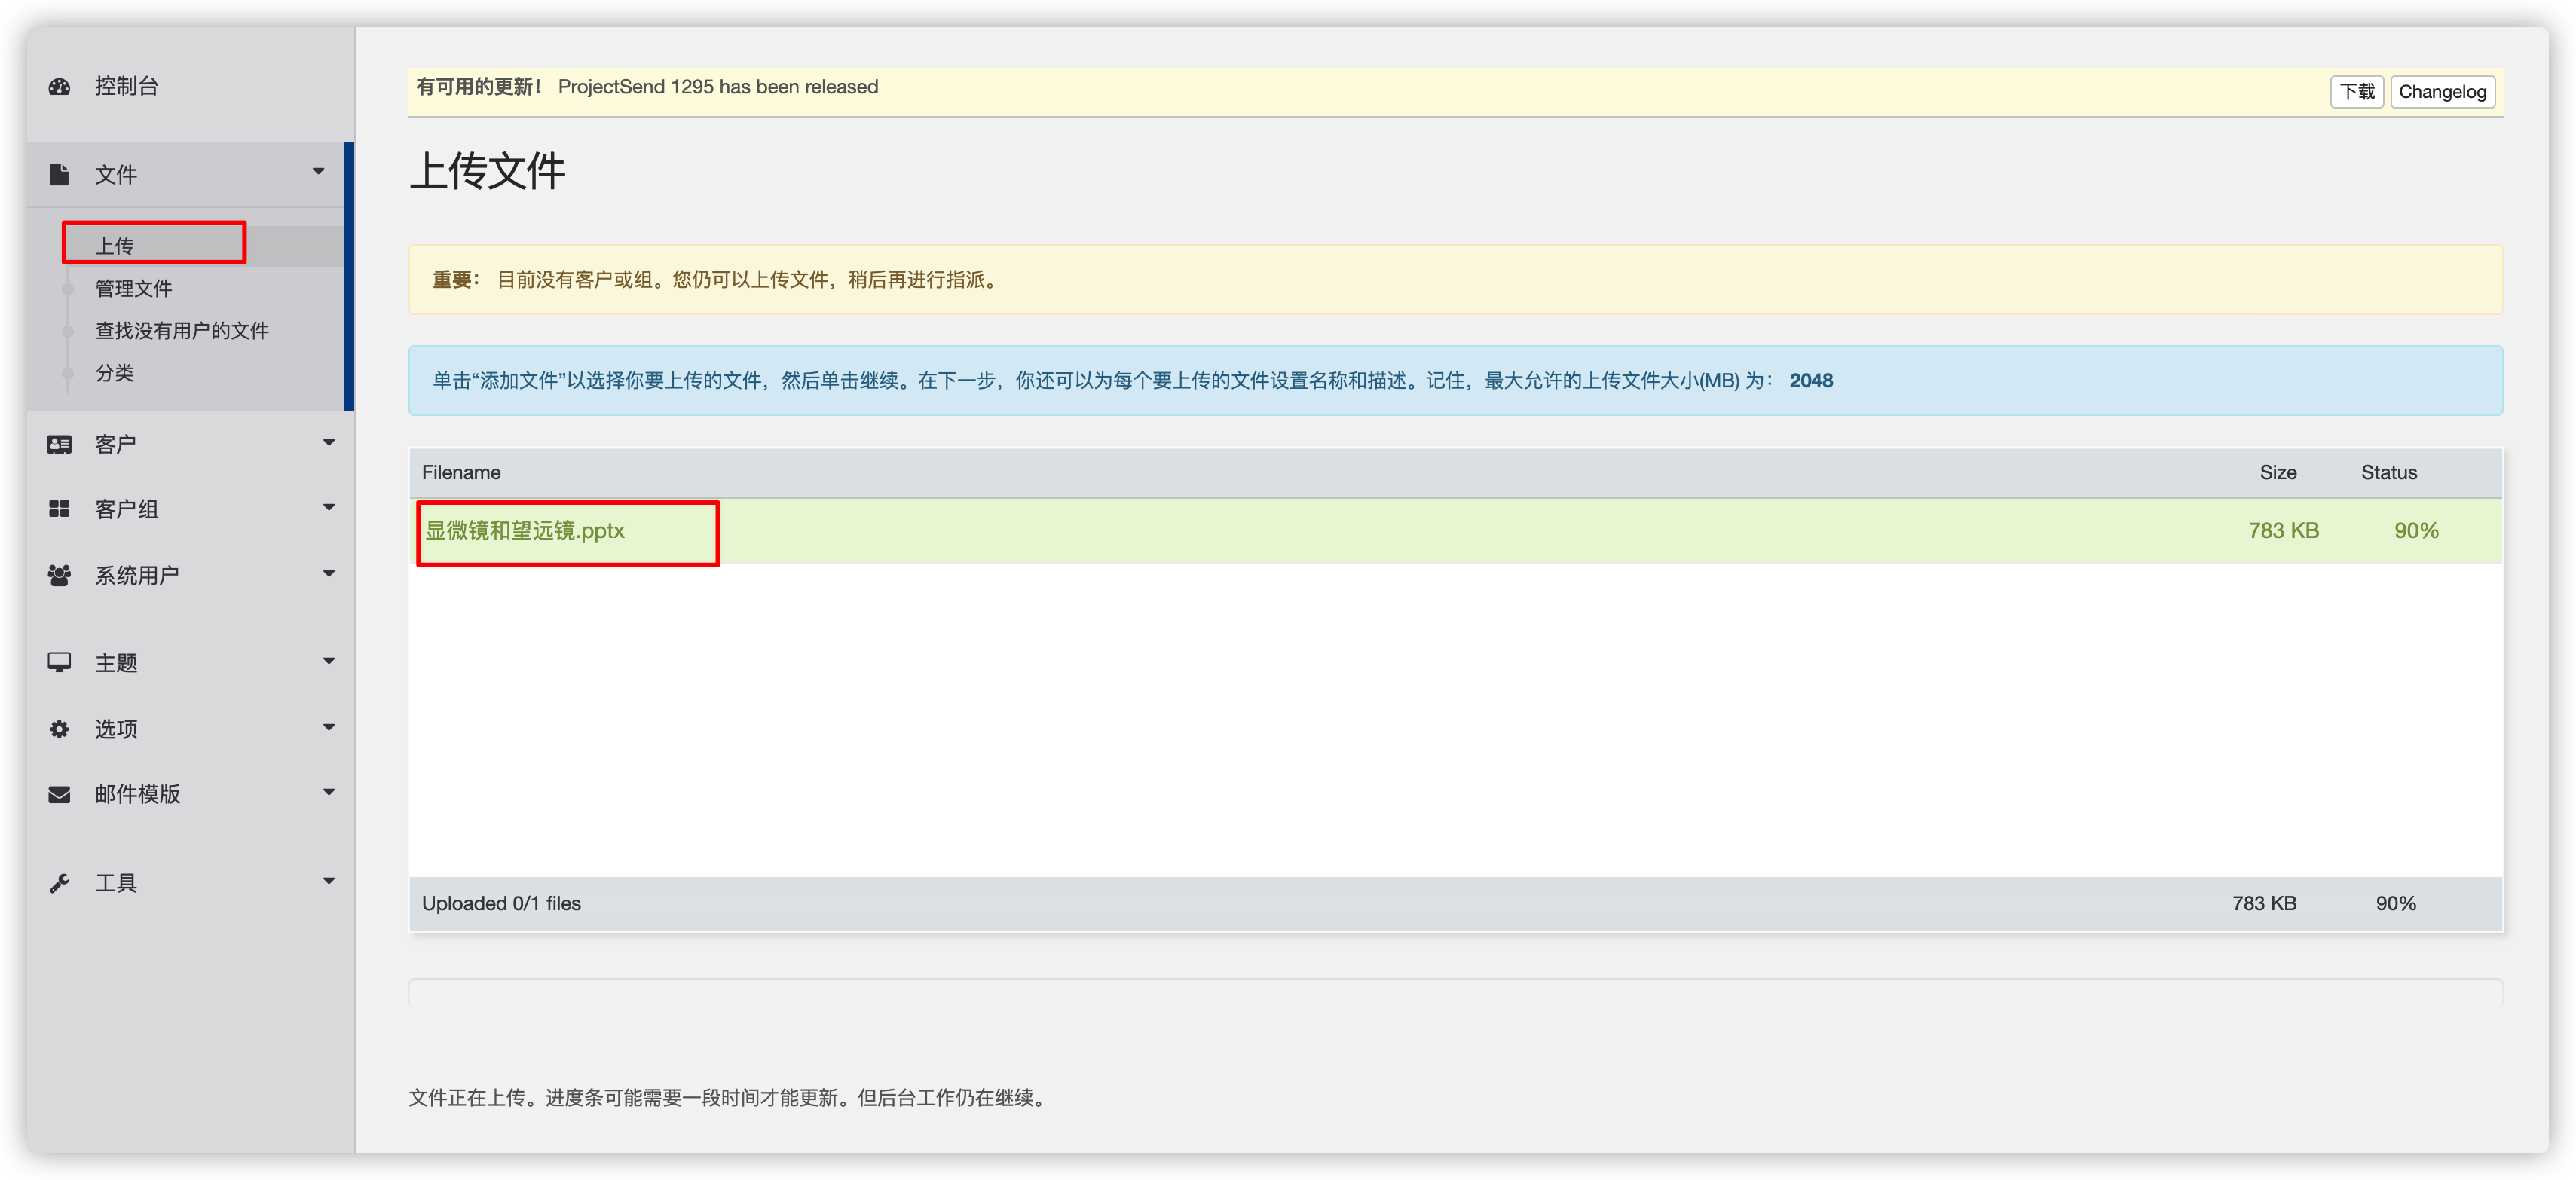 控制台
文件
上传
管理文件
查找没有用户的文件
分类
客户
客户组
系统用户
主题
选项
邮件模版
工具
有可用的更新! ProjectSend 1295 has been released
下载 Changelog
上传文件
重要： 目前没有客户或组。您仍可以上传文件，稍后再进行指派。
单击“添加文件”以选择你要上传的文件，然后单击继续。在下一步，你还可以为每个要上传的文件设置名称和描述。记住，最大允许的上传文件大小(MB) 为： 2048
Filename Size Status
显微镜和望远镜.pptx 783 KB 90%
Uploaded 0/1 files 783 KB 90%
文件正在上传。进度条可能需要一段时间才能更新。但后台工作仍在继续。